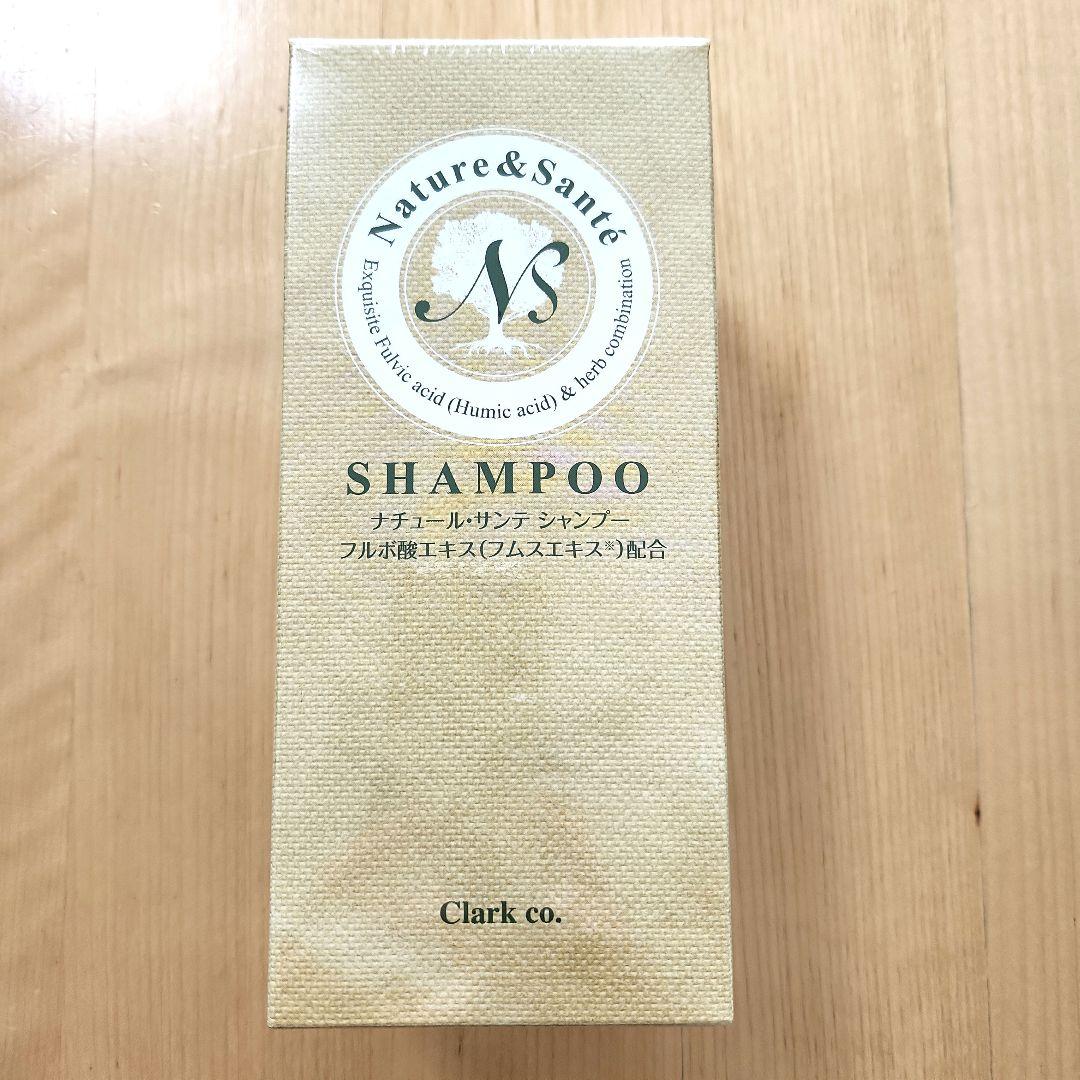 Nature&Santé
NS
Exquisite Fulvic acid (Humic acid) & herb combination
SHAMPOO
ナチュール・サンテ シャンプー
フルボ酸エキス(フムスエキス※)配合
Clark co.